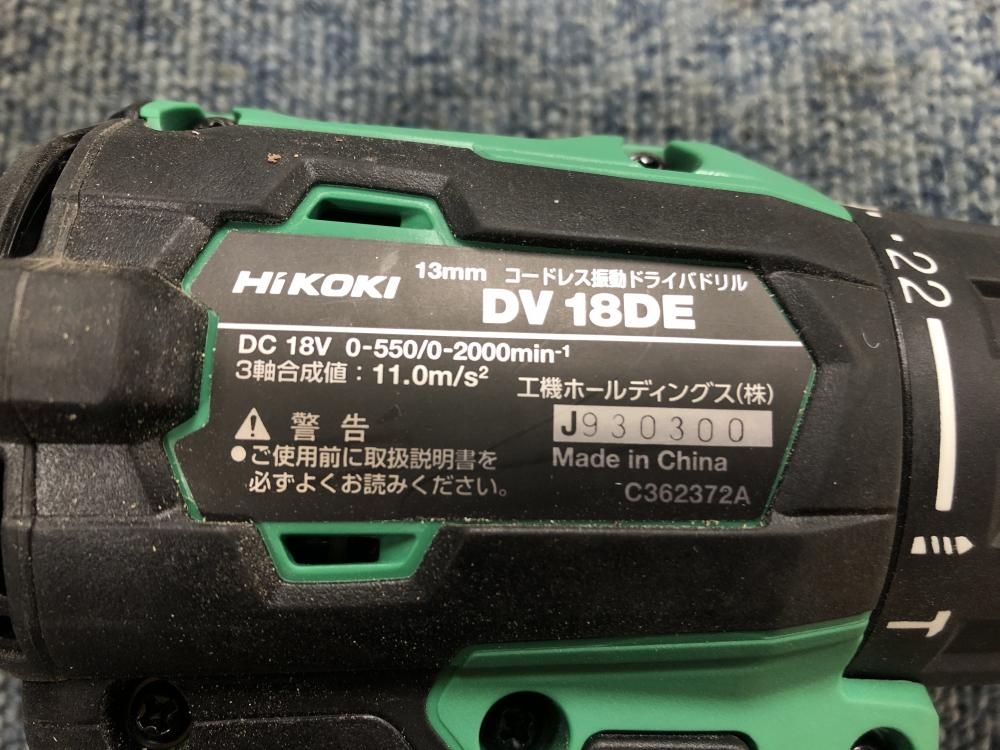 HiKOKI 13mm コードレス振動ドライバドリル
DV 18DE
DC 18V 0-550/0-2000min-1
3軸合成値：11.0m/s²
工機ホールディングス(株)
警告
J930300
●ご使用前に取扱説明書を
必ずよくお読みください。
Made in China
C362372A
.22